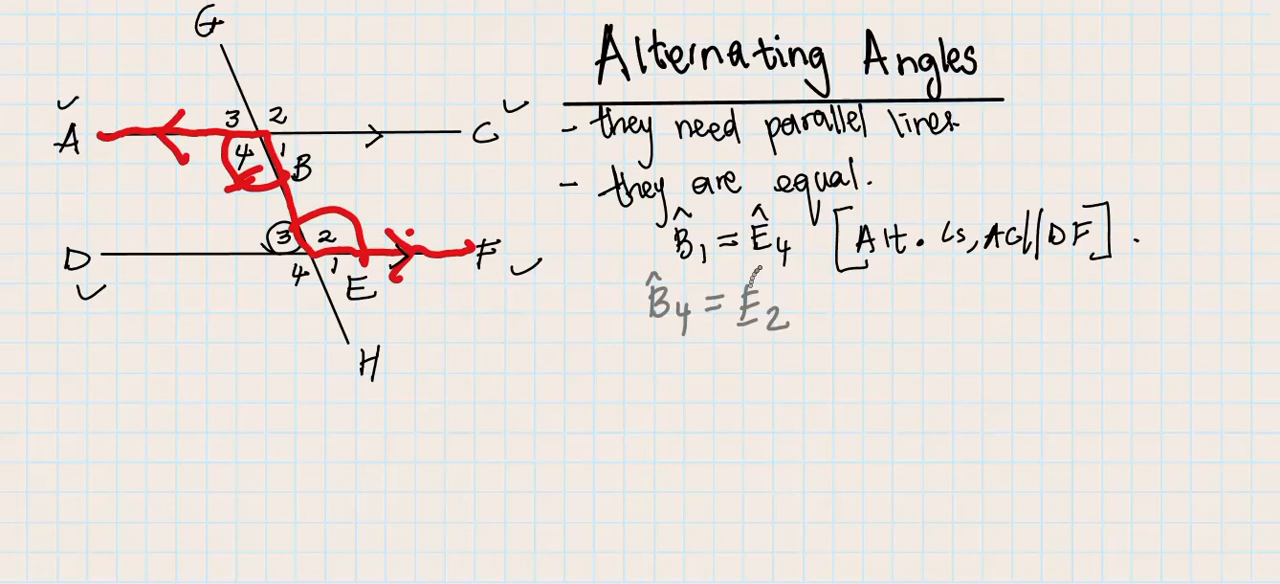 G
Alternating Angles
3 2
A C
4 1
B
- they need parallel lines
- they are equal.
B̂₁ = Ê₄ [Alt. ∠s, AC//DF].
3 2
D F
4 1
E
B̂₄ = E₂
H